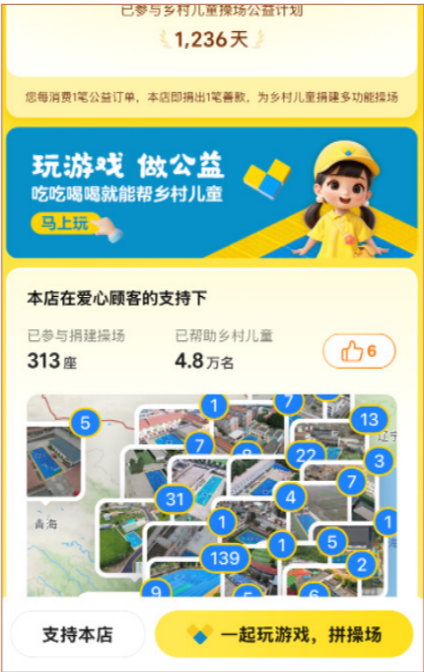 已参与乡村儿童操场公益计划
1,236天
您每消费1笔公益订单，本店即捐出1笔善款，为乡村儿童捐建多功能操场
玩游戏 做公益
吃吃喝喝就能帮乡村儿童
马上玩
本店在爱心顾客的支持下
已参与捐建操场
已帮助乡村儿童
313座
4.8万名
6
5
1
7
13
辽宁
7
22
3
7
31
4
青海
1
1
5
1
139
2
9
5
6
支持本店
一起玩游戏，拼操场